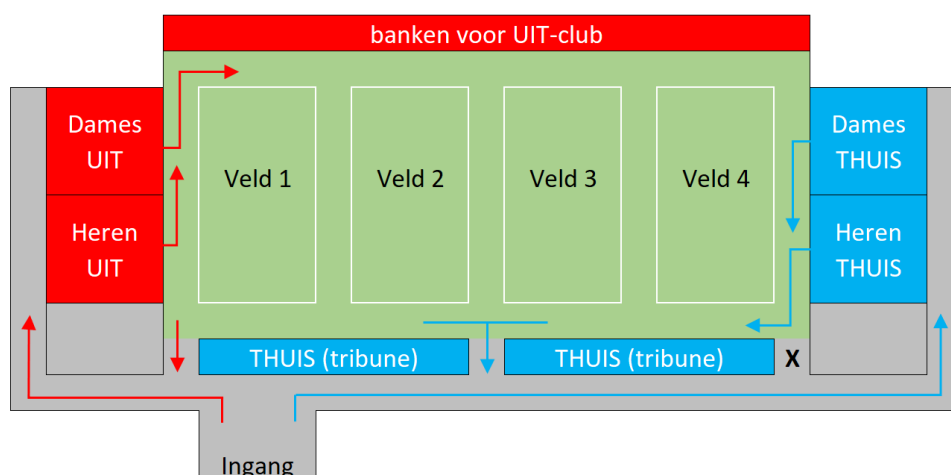 banken voor UIT-club
Dames
UIT
Heren
UIT
Veld 1
Veld 2
Veld 3
Veld 4
Dames
THUIS
Heren
THUIS
THUIS (tribune)
THUIS (tribune)
X
Ingang